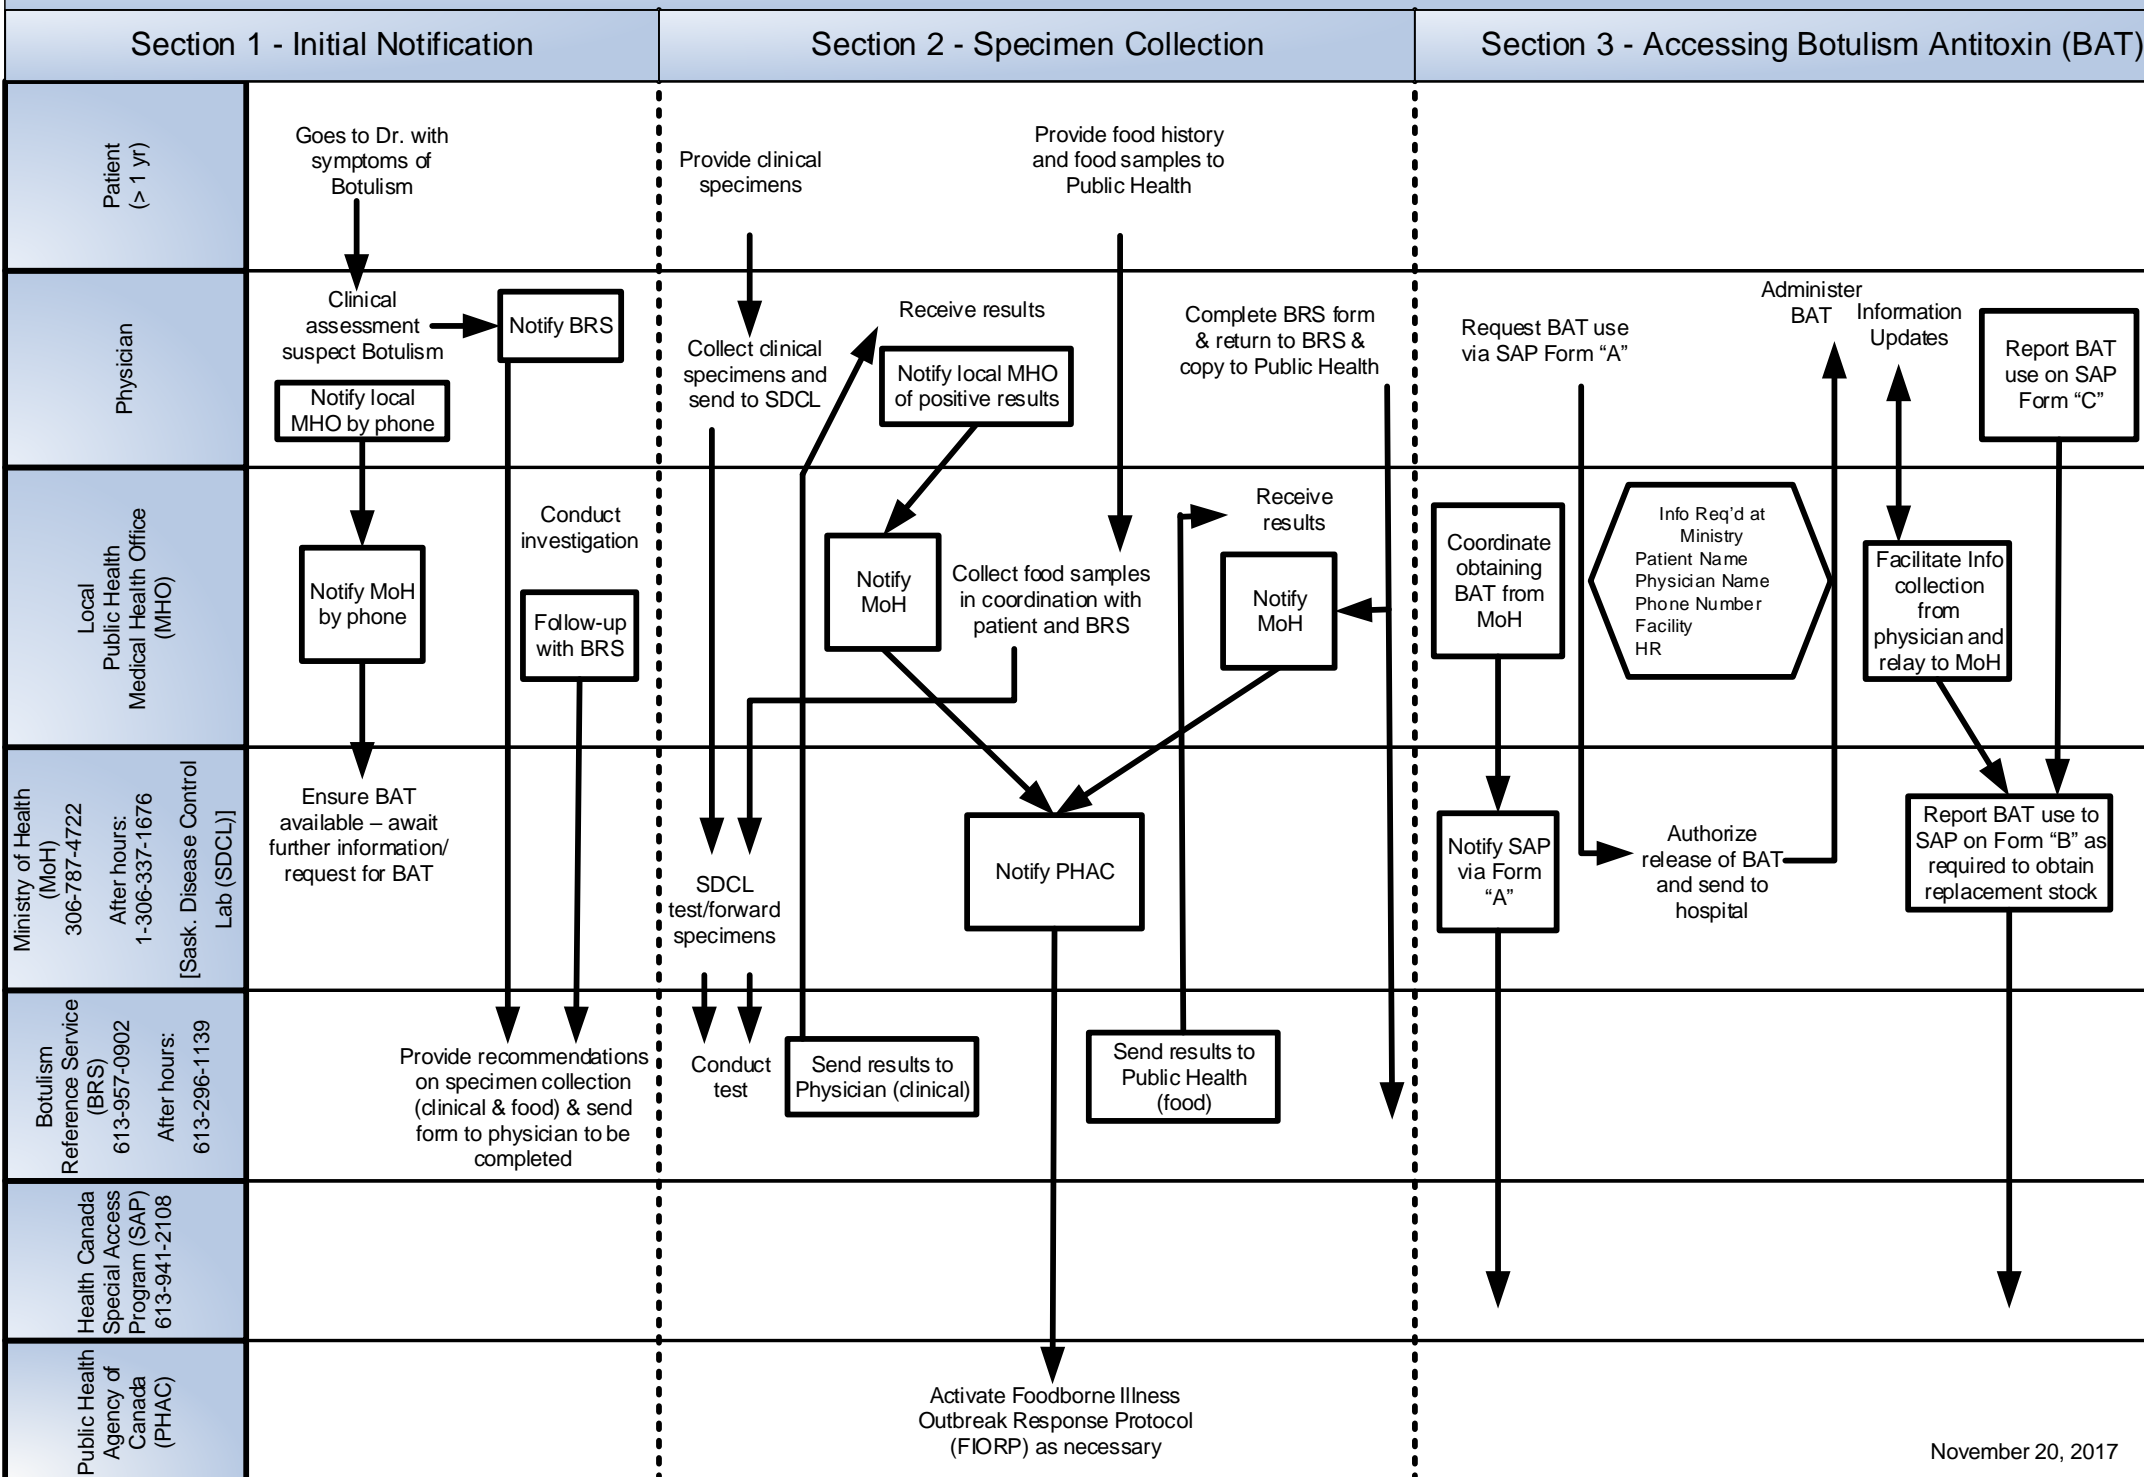 Section 1 - Initial Notification
Section 2 - Specimen Collection
Section 3 - Accessing Botulism Antitoxin (BAT)
Patient
(> 1 yr)
Goes to Dr. with
symptoms of
Botulism
Provide clinical
specimens
Provide food history
and food samples to
Public Health
Physician
Clinical
assessment
suspect Botulism
Notify BRS
Notify local
MHO by phone
Collect clinical
specimens and
send to SDCL
Receive results
Notify local MHO
of positive results
Complete BRS form
& return to BRS &
copy to Public Health
Request BAT use
via SAP Form “A”
Administer
BAT
Information
Updates
Report BAT
use on SAP
Form “C”
Local
Public Health
Medical Health Office
(MHO)
Notify MoH
by phone
Conduct
investigation
Follow-up
with BRS
Notify
MoH
Collect food samples
in coordination with
patient and BRS
Receive
results
Notify
MoH
Coordinate
obtaining
BAT from
MoH
Info Req’d at
Ministry
Patient Name
Physician Name
Phone Number
Facility
HR
Facilitate Info
collection
from
physician and
relay to MoH
Ministry of Health
(MoH)
306-787-4722
After hours:
1-306-337-1676
[Sask. Disease Control
Lab (SDCL)]
Ensure BAT
available – await
further information/
request for BAT
SDCL
test/forward
specimens
Notify PHAC
Notify SAP
via Form
“A”
Authorize
release of BAT
and send to
hospital
Report BAT use to
SAP on Form “B” as
required to obtain
replacement stock
Botulism
Reference Service
(BRS)
613-957-0902
After hours:
613-296-1139
Provide recommendations
on specimen collection
(clinical & food) & send
form to physician to be
completed
Conduct
test
Send results to
Physician (clinical)
Send results to
Public Health
(food)
Health Canada
Special Access
Program (SAP)
613-941-2108
Public Health
Agency of
Canada
(PHAC)
Activate Foodborne Illness
Outbreak Response Protocol
(FIORP) as necessary
November 20, 2017